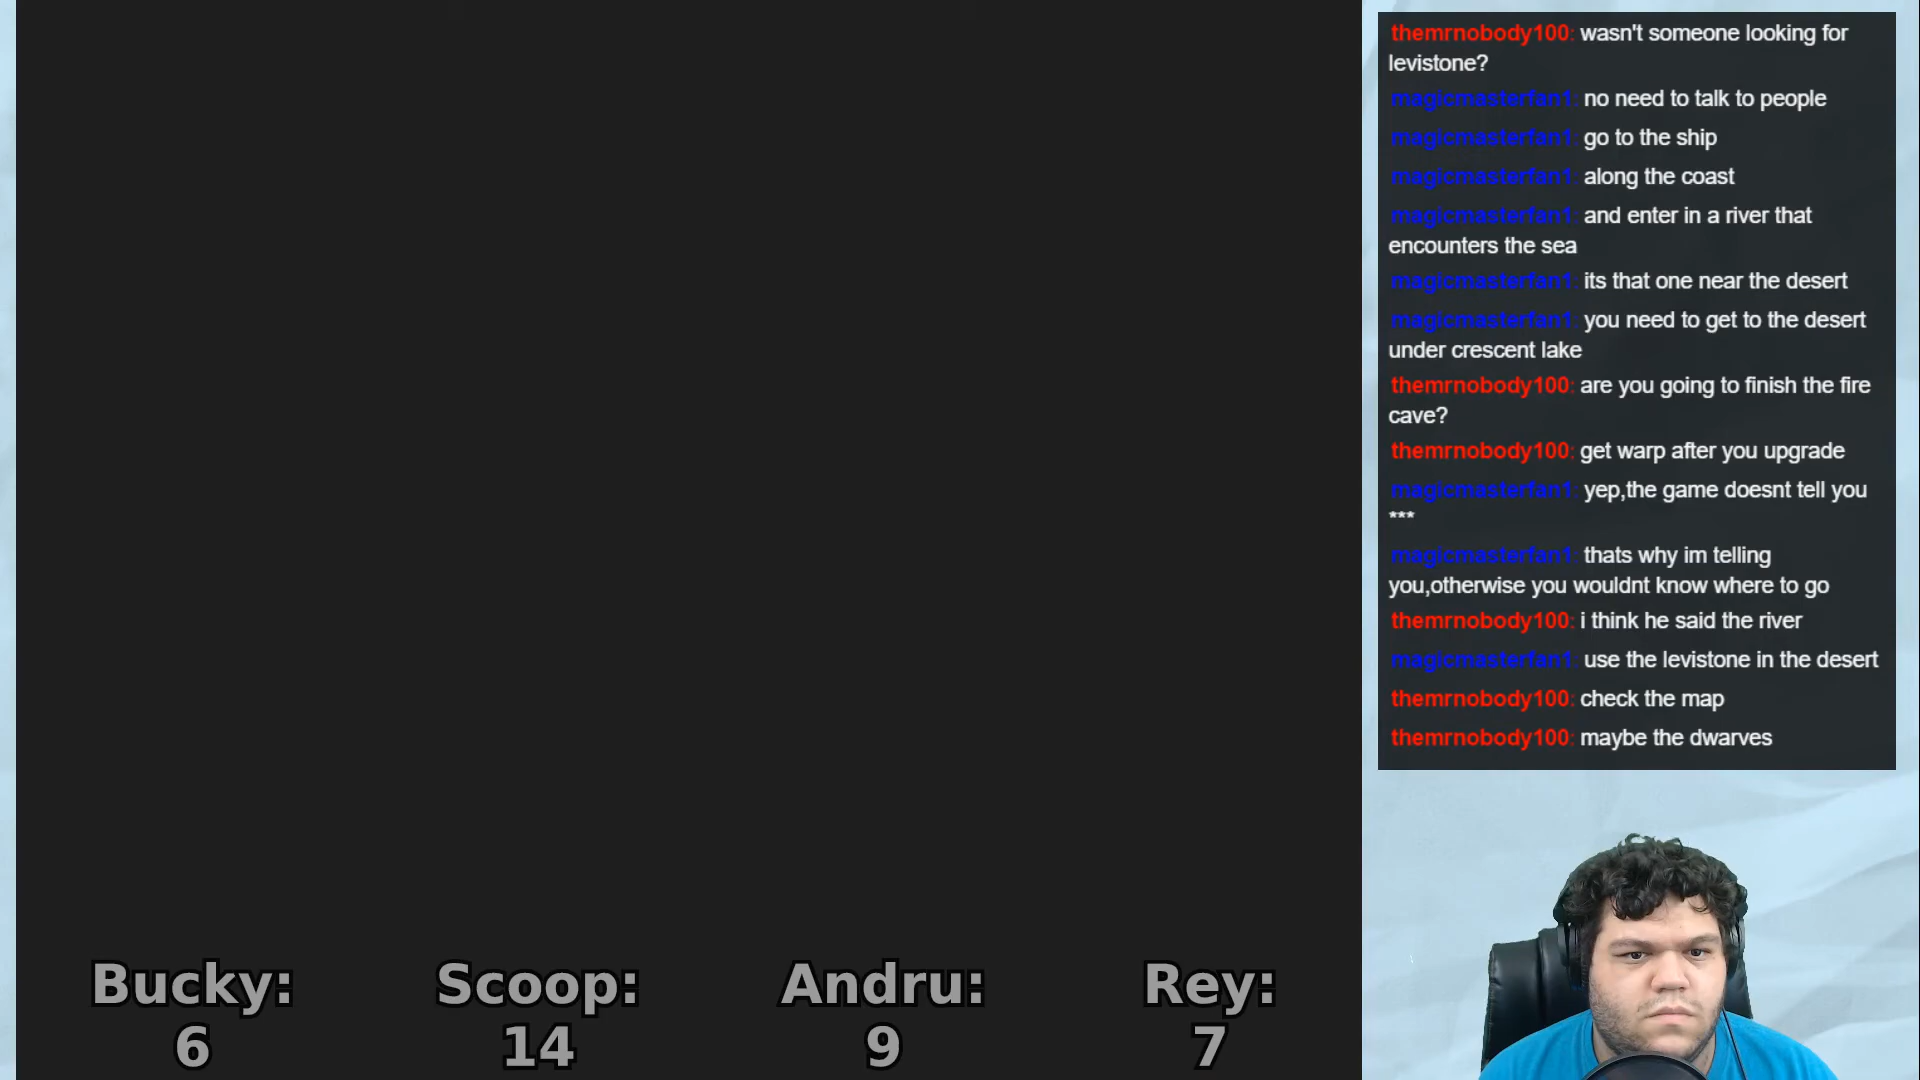 themrnobody100: wasn't someone looking for
levistone?
magicmasterfan1: no need to talk to people
magicmasterfan1: go to the ship
magicmasterfan1: along the coast
magicmasterfan1: and enter in a river that
encounters the sea
magicmasterfan1: its that one near the desert
magicmasterfan1: you need to get to the desert
under crescent lake
themrnobody100: are you going to finish the fire
cave?
themrnobody100: get warp after you upgrade
magicmasterfan1: yep,the game doesnt tell you
***
magicmasterfan1: thats why im telling
you,otherwise you wouldnt know where to go
themrnobody100: i think he said the river
magicmasterfan1: use the levistone in the desert
themrnobody100: check the map
themrnobody100: maybe the dwarves
Bucky: Scoop: Andru: Rey:
6 14 9 7